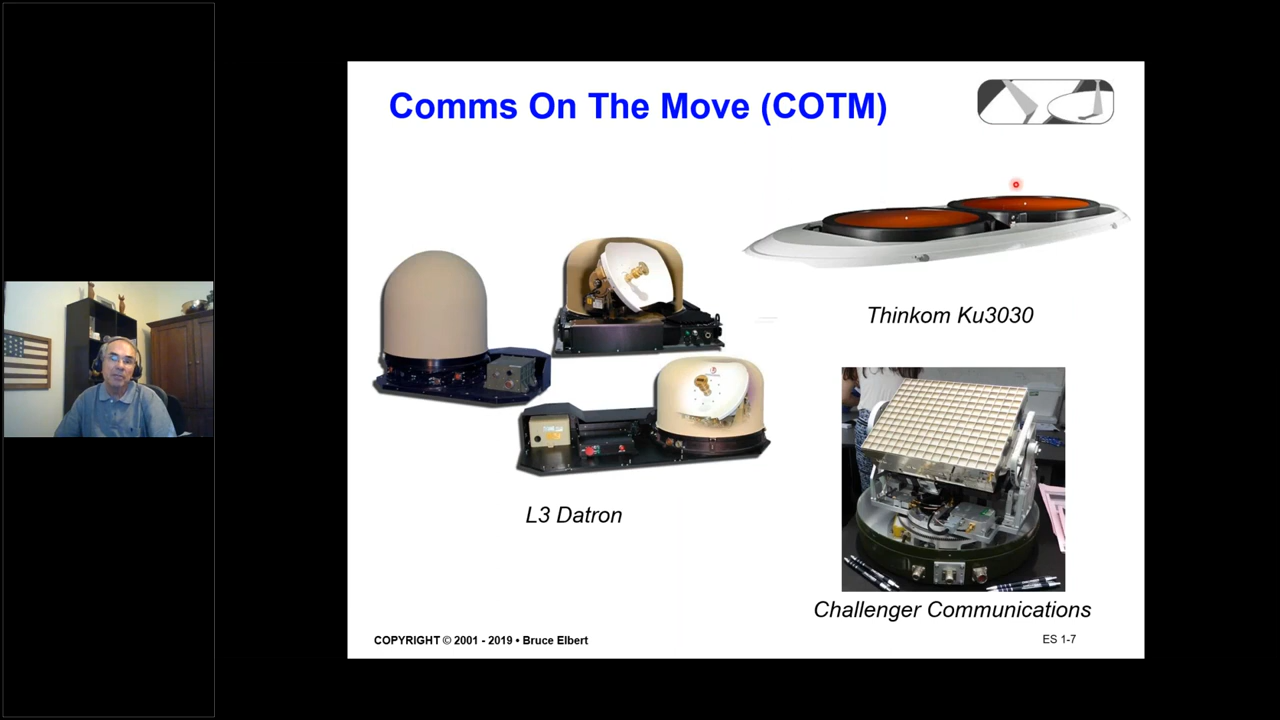 Comms On The Move (COTM)
Thinkom Ku3030
L3 Datron
Challenger Communications
COPYRIGHT © 2001 - 2019 • Bruce Elbert
ES 1-7